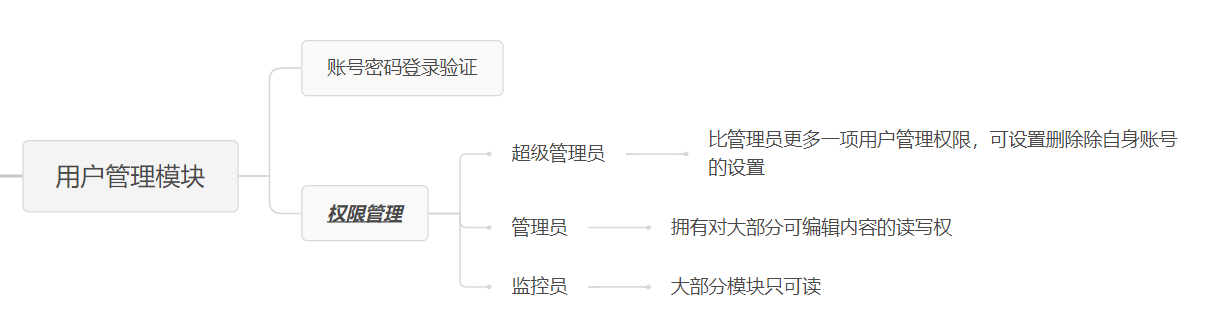 用户管理模块
账号密码登录验证
权限管理
超级管理员
比管理员更多一项用户管理权限，可设置删除除自身账号
的设置
管理员
拥有对大部分可编辑内容的读写权
监控员
大部分模块只可读